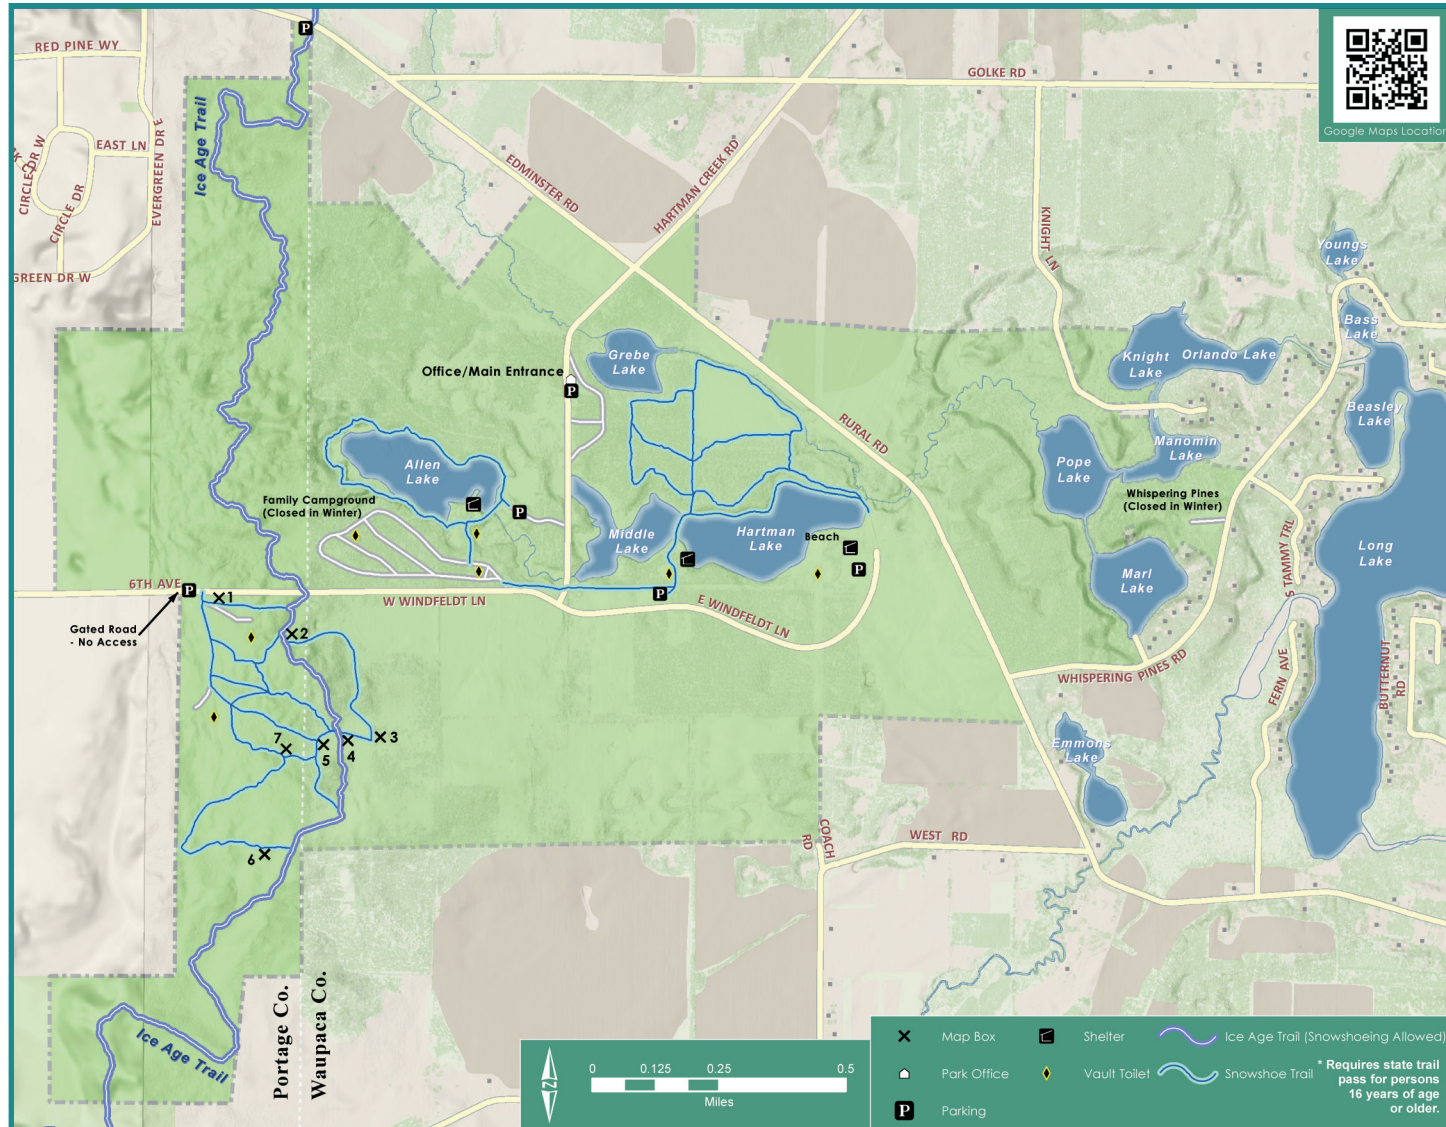 RED PINE WY
GOLKE RD
Google Maps Location
Ice Age Trail
EAST LN
CIRCLE DR W
CIRCLE DR
EVERGREEN DR E
GREEN DR W
EDMINSTER RD
HARTMAN CREEK RD
KNIGHT LN
Youngs
Lake
Bass
Lake
Grebe
Lake
Office/Main Entrance
P
Knight
Lake
Orlando Lake
Beasley
Lake
RURAL RD
Manomin
Lake
Allen
Lake
Pope
Lake
Family Campground
(Closed in Winter)
Whispering Pines
(Closed in Winter)
P
Middle
Lake
Hartman
Lake
Beach
Long
Lake
S TAMMY TRL
P
Marl
Lake
6TH AVE
P
W WINDFELDT LN
P
E WINDFELDT LN
1
Gated Road
- No Access
2
WHISPERING PINES RD
FERN AVE
BUTTERNUT
RD
3
4
5
7
Emmons
Lake
COACH
RD
WEST RD
6
Portage Co.
Waupaca Co.
Ice Age Trail
N
0 0.125 0.25 0.5
Miles
Map Box
Shelter
Ice Age Trail (Snowshoeing Allowed)
Park Office
Vault Toilet
Snowshoe Trail
* Requires state trail
pass for persons
16 years of age
or older.
P
Parking
P